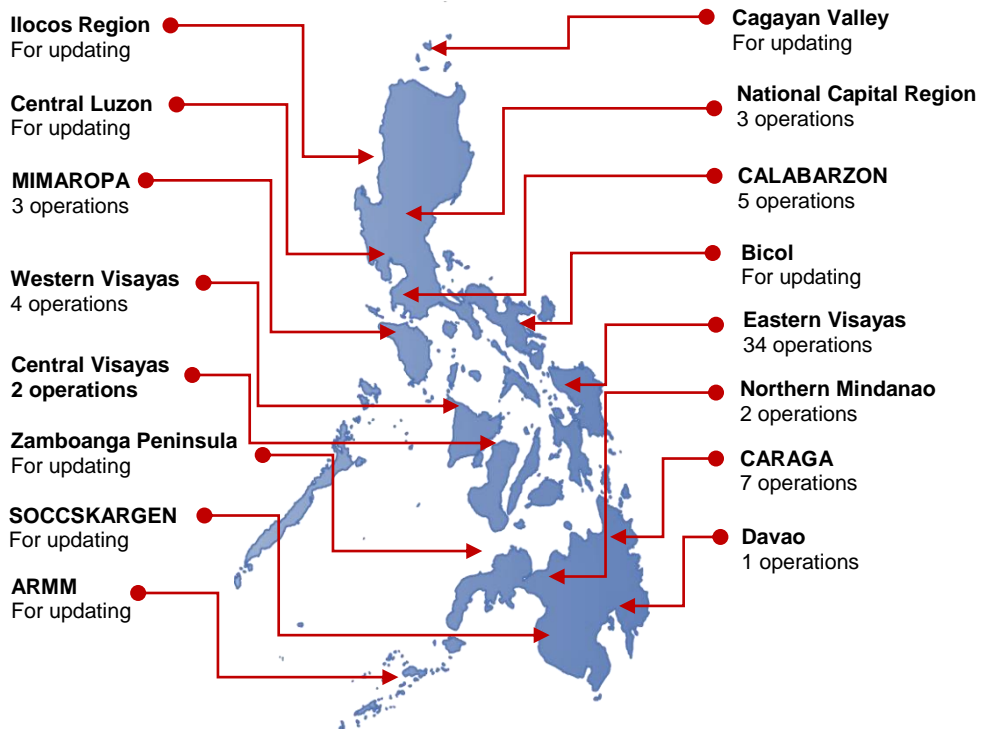 Ilocos Region
For updating
Central Luzon
For updating
MIMAROPA
3 operations
Western Visayas
4 operations
Central Visayas
2 operations
Zamboanga Peninsula
For updating
SOCCSKARGEN
For updating
ARMM
For updating
Cagayan Valley
For updating
National Capital Region
3 operations
CALABARZON
5 operations
Bicol
For updating
Eastern Visayas
34 operations
Northern Mindanao
2 operations
CARAGA
7 operations
Davao
1 operations